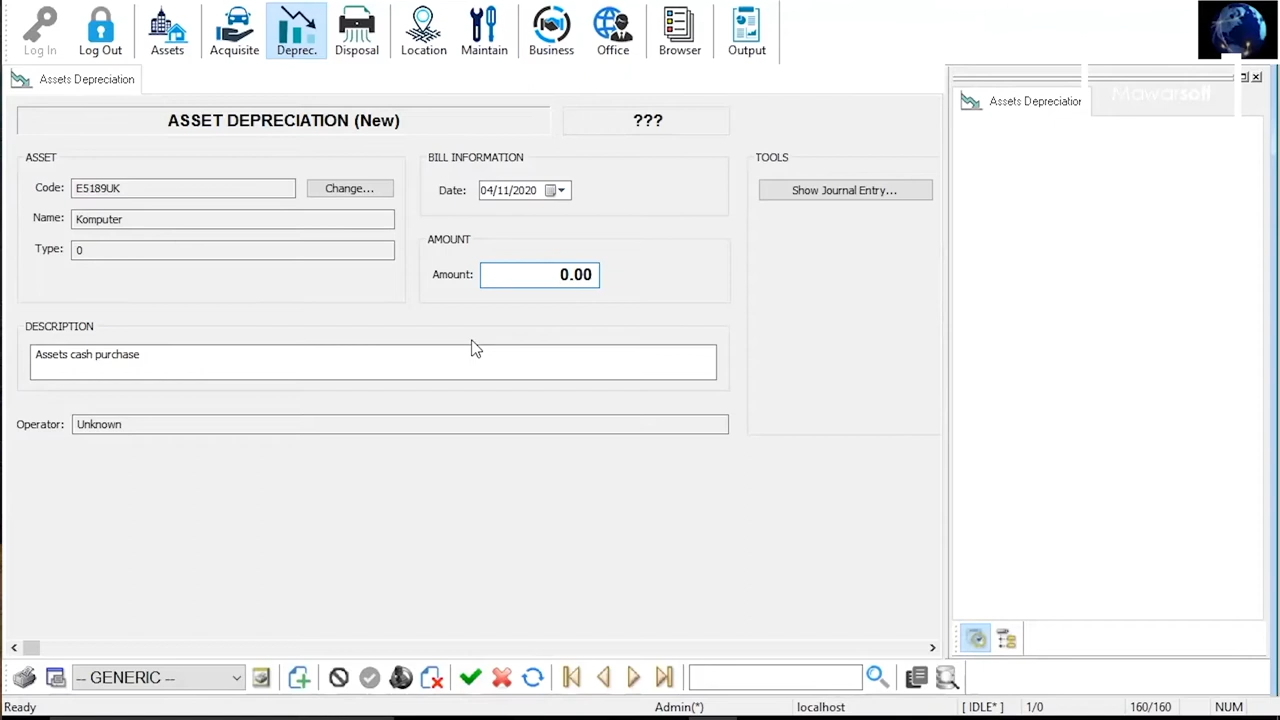 Log In
Log Out
Assets
Acquisite
Deprec.
Disposal
Location
Maintain
Business
Office
Browser
Output
Assets Depreciation
Mawarsoft
Assets Depreciation
ASSET DEPRECIATION (New)
???
ASSET
BILL INFORMATION
TOOLS
Code: E5189UK
Change...
Date: 04/11/2020
Show Journal Entry...
Name: Komputer
AMOUNT
Type: 0
Amount: 0.00
DESCRIPTION
Assets cash purchase
Operator: Unknown
-- GENERIC --
Ready
Admin(*)
localhost
[ IDLE* ]
1/0
160/160
NUM